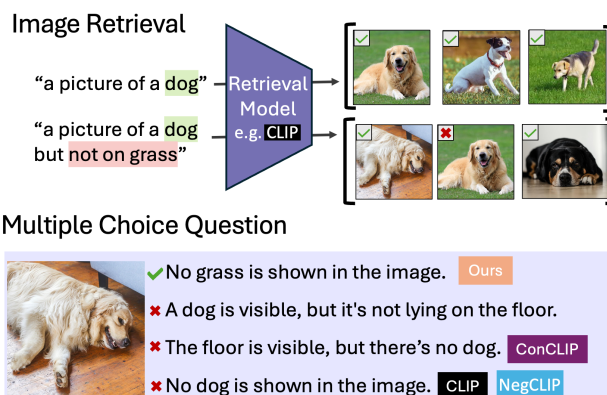 Image Retrieval
“a picture of a dog”
“a picture of a dog
but not on grass”
Retrieval
Model
e.g. CLIP
Multiple Choice Question
No grass is shown in the image. Ours
A dog is visible, but it's not lying on the floor.
The floor is visible, but there’s no dog. ConCLIP
No dog is shown in the image. CLIP NegCLIP